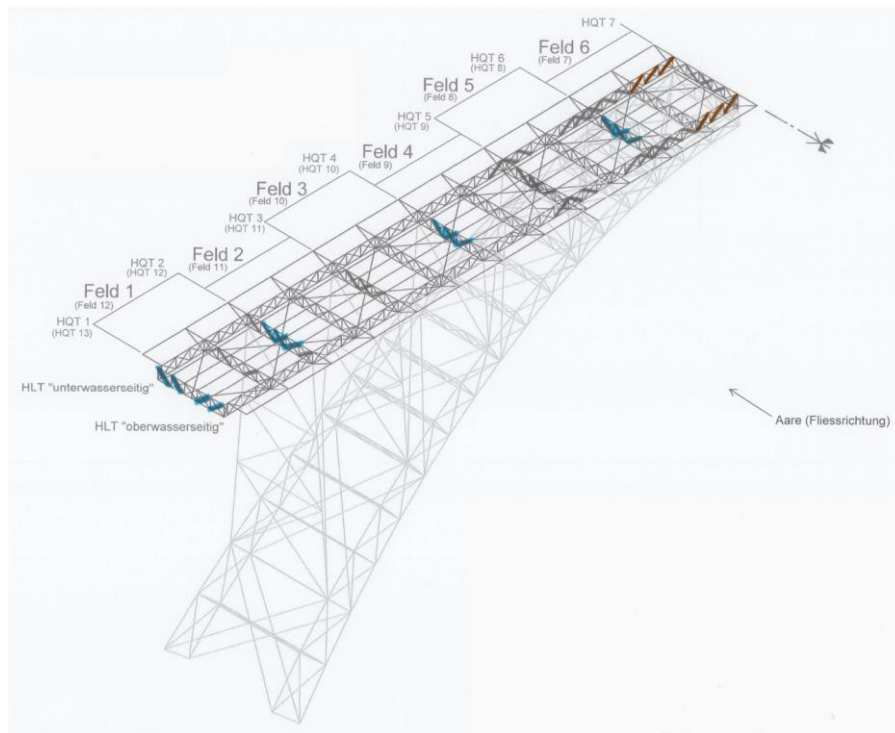 HQT 7
Feld 6
(Feld 7)
HQT 6
(HQT 8)
Feld 5
(Feld 8)
HQT 5
(HQT 9)
Feld 4
(Feld 9)
HQT 4
(HQT 10)
Feld 3
(Feld 10)
HQT 3
(HQT 11)
Feld 2
(Feld 11)
HQT 2
(HQT 12)
Feld 1
(Feld 12)
HQT 1
(HQT 13)
HLT "unterwasserseitig"
HLT "oberwasserseitig"
Aare (Fliessrichtung)